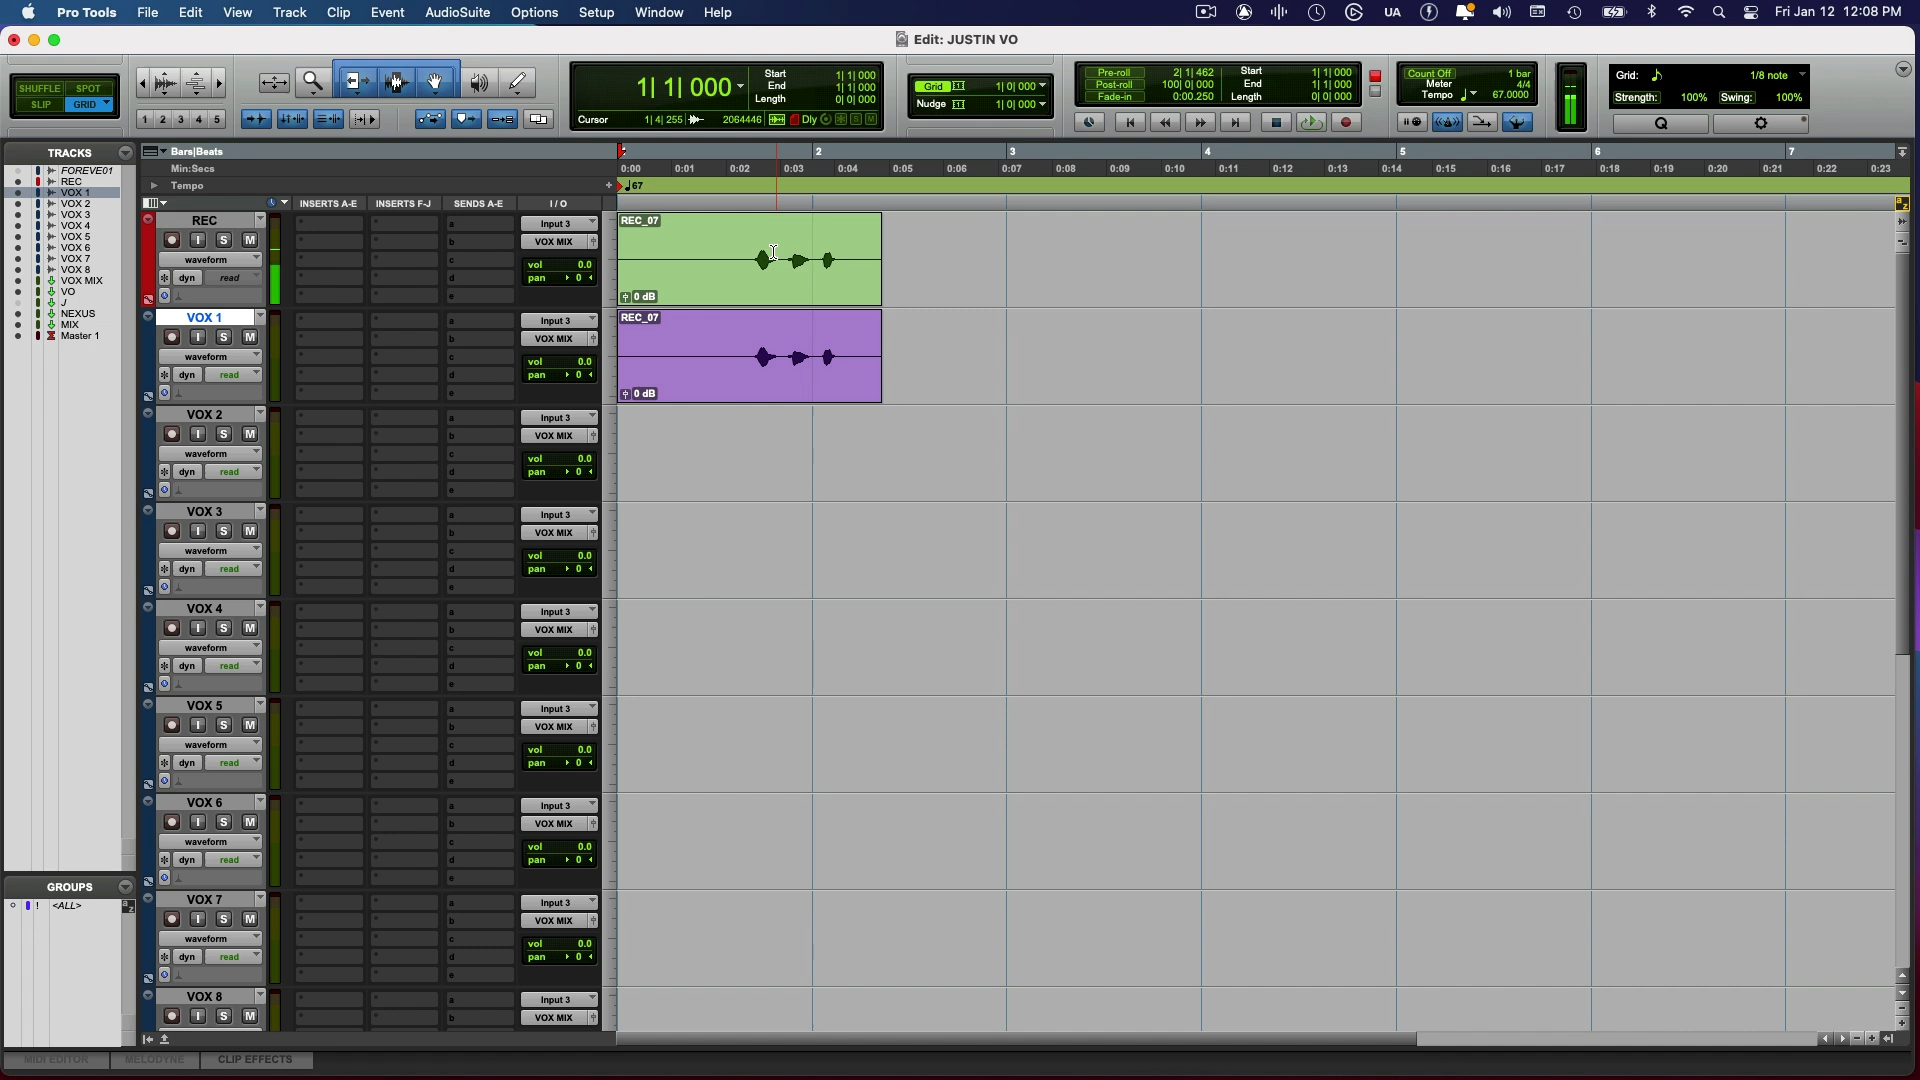 Pro Tools File Edit View Track Clip Event AudioSuite Options Setup Window Help UA Fri Jan 12 12:08 PM
Edit: JUSTIN VO
SHUFFLE SPOT
SLIP GRID
1 2 3 4 5
1| 1| 000
Start 1| 1| 000
End 1| 1| 000
Length 0| 0| 000
Cursor 1| 4| 255 2064446 Dly S M
Grid 1| 0| 000
Nudge 1| 0| 000
Pre-roll 2| 1| 462
Post-roll 100| 0| 000
Fade-in 0:00.250
Start 1| 1| 000
End 1| 1| 000
Length 0| 0| 000
Count Off 1 bar
Meter 4/4
Tempo 67.0000
Grid: 1/8 note
Strength: 100% Swing: 100%
Q
TRACKS
FOREVE01
REC
VOX 1
VOX 2
VOX 3
VOX 4
VOX 5
VOX 6
VOX 7
VOX 8
VOX MIX
VO
J
NEXUS
MIX
Master 1
GROUPS
! <ALL>
a z
Bars|Beats 2 3 4 5 6 7
Min:Secs 0:00 0:01 0:02 0:03 0:04 0:05 0:06 0:07 0:08 0:09 0:10 0:11 0:12 0:13 0:14 0:15 0:16 0:17 0:18 0:19 0:20 0:21 0:22 0:23
Tempo + 67
INSERTS A-E INSERTS F-J SENDS A-E I / O
a z
REC a Input 3 REC_07
I S M b VOX MIX
waveform c vol 0.0
dyn read d pan 0
e 0 dB
VOX 1 a Input 3 REC_07
I S M b VOX MIX
waveform c vol 0.0
dyn read d pan 0
e 0 dB
VOX 2 a Input 3
I S M b VOX MIX
waveform c vol 0.0
dyn read d pan 0
e
VOX 3 a Input 3
I S M b VOX MIX
waveform c vol 0.0
dyn read d pan 0
e
VOX 4 a Input 3
I S M b VOX MIX
waveform c vol 0.0
dyn read d pan 0
e
VOX 5 a Input 3
I S M b VOX MIX
waveform c vol 0.0
dyn read d pan 0
e
VOX 6 a Input 3
I S M b VOX MIX
waveform c vol 0.0
dyn read d pan 0
e
VOX 7 a Input 3
I S M b VOX MIX
waveform c vol 0.0
dyn read d pan 0
e
VOX 8 a Input 3
I S M b VOX MIX
MIDI EDITOR MELODYNE CLIP EFFECTS